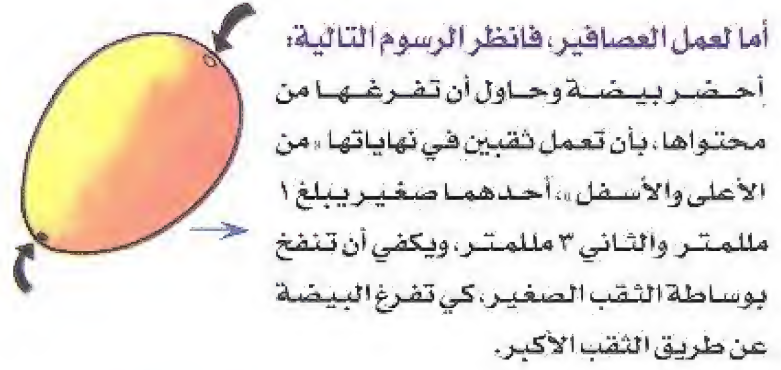 أما لعمل العصافير، فانظر الرسوم التالية:
أحضر بيضة وحاول أن تفرغها من
محتواها، بأن تعمل ثقبين في نهاياتها «من
الأعلى والأسفل»، أحدهما صغير يبلغ ١
مللمتر والثاني ٣ مللمتر، ويكفي أن تنفخ
بوساطة الثقب الصغير، كي تفرغ البيضة
عن طريق الثقب الأكبر.